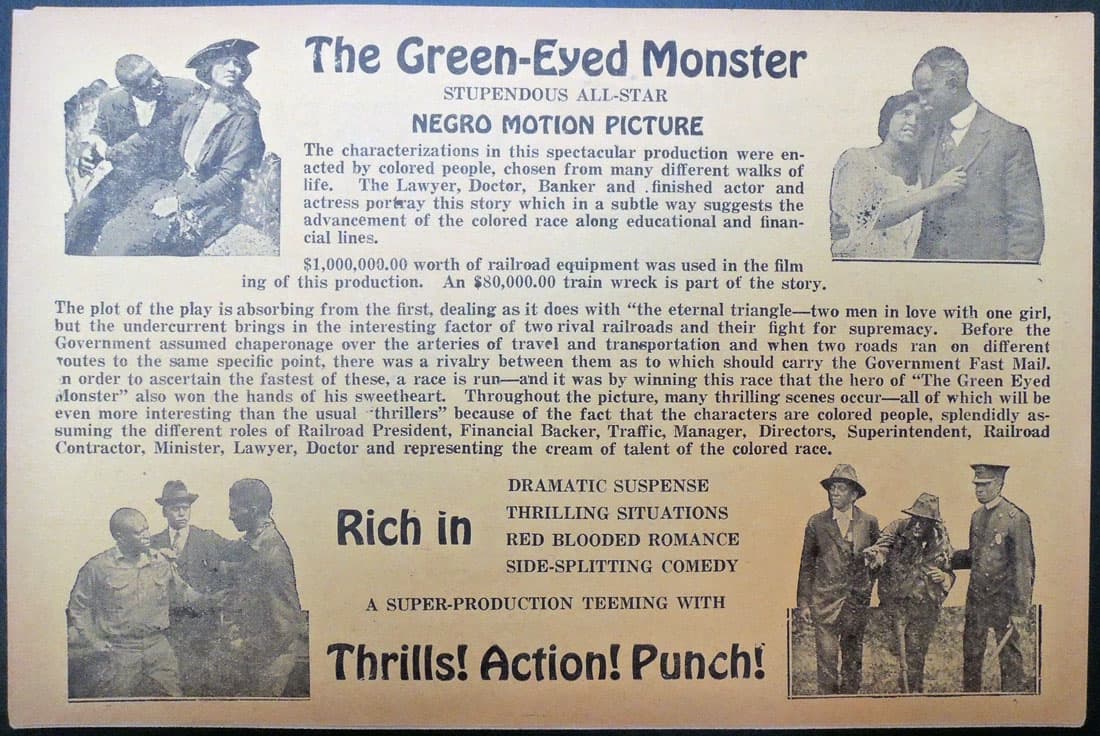 The Green-Eyed Monster
STUPENDOUS ALL-STAR
NEGRO MOTION PICTURE
The characterizations in this spectacular production were en-
acted by colored people, chosen from many different walks of
life. The Lawyer, Doctor, Banker and .finished actor and
actress portray this story which in a subtle way suggests the
advancement of the colored race along educational and finan-
cial lines.
$1,000,000.00 worth of railroad equipment was used in the film
ing of this production. An $80,000.00 train wreck is part of the story.
The plot of the play is absorbing from the first, dealing as it does with "the eternal triangle—two men in love with one girl,
but the undercurrent brings in the interesting factor of two rival railroads and their fight for supremacy. Before the
Government assumed chaperonage over the arteries of travel and transportation and when two roads ran on different
routes to the same specific point, there was a rivalry between them as to which should carry the Government Fast Mail.
n order to ascertain the fastest of these, a race is run—and it was by winning this race that the hero of "The Green Eyed
Monster" also won the hands of his sweetheart. Throughout the picture, many thrilling scenes occur—all of which will be
even more interesting than the usual "thrillers" because of the fact that the characters are colored people, splendidly as-
suming the different roles of Railroad President, Financial Backer, Traffic, Manager, Directors, Superintendent, Railroad
Contractor, Minister, Lawyer, Doctor and representing the cream of talent of the colored race.
Rich in
DRAMATIC SUSPENSE
THRILLING SITUATIONS
RED BLOODED ROMANCE
SIDE-SPLITTING COMEDY
A SUPER-PRODUCTION TEEMING WITH
Thrills! Action! Punch!